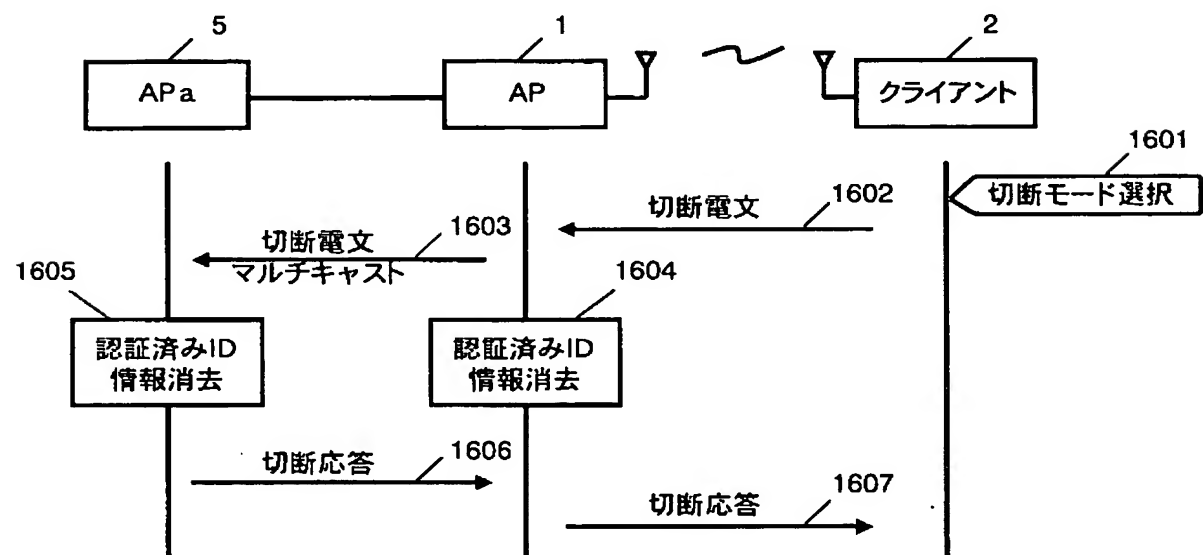 5
1
2
APa
AP
クライアント
1601
切断モード選択
切断電文
1602
切断電文
マルチキャスト
1603
1605
1604
認証済みID
情報消去
認証済みID
情報消去
切断応答
1606
切断応答
1607